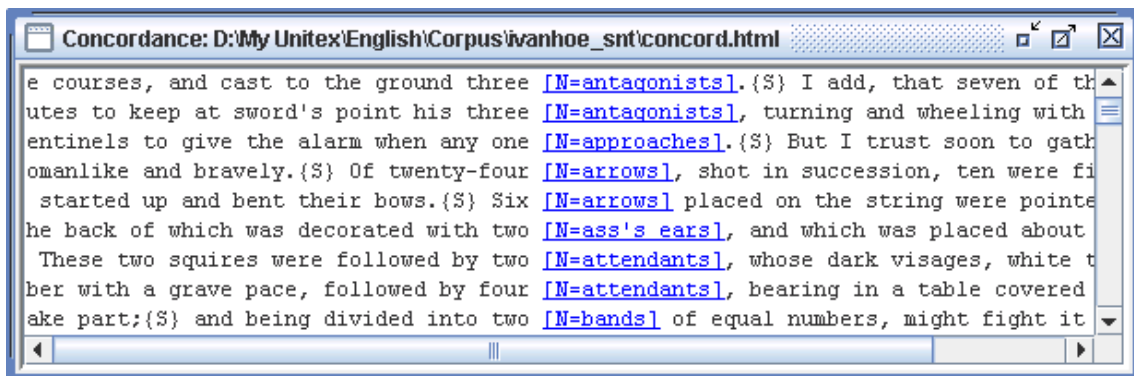 Concordance: D:\My Unitex\English\Corpus\ivanhoe_snt\concord.html
e courses, and cast to the ground three [N=antagonists].{S} I add, that seven of th
utes to keep at sword's point his three [N=antagonists], turning and wheeling with
entinels to give the alarm when any one [N=approaches].{S} But I trust soon to gath
omanlike and bravely.{S} Of twenty-four [N=arrows], shot in succession, ten were fi
started up and bent their bows.{S} Six [N=arrows] placed on the string were pointe
he back of which was decorated with two [N=ass's ears], and which was placed about
These two squires were followed by two [N=attendants], whose dark visages, white t
ber with a grave pace, followed by four [N=attendants], bearing in a table covered
ake part;{S} and being divided into two [N=bands] of equal numbers, might fight it